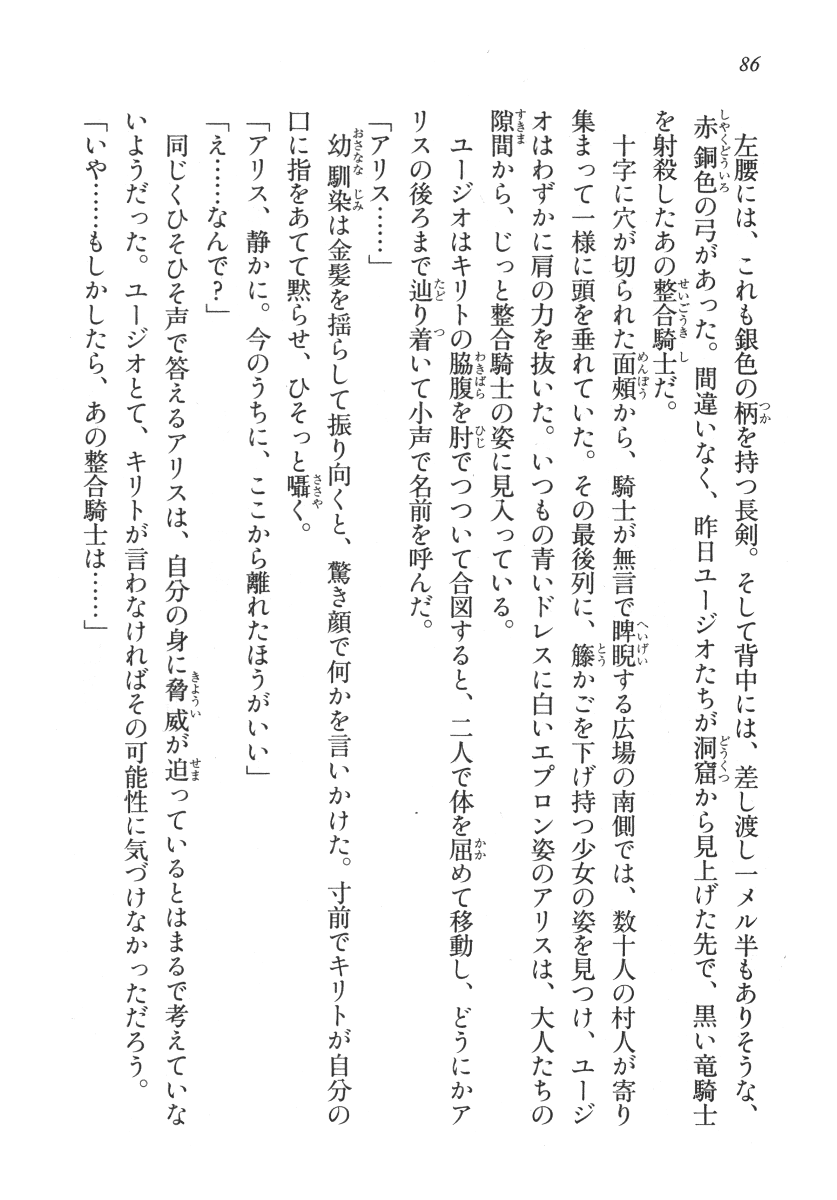 86
左腰には、これも銀色の柄を持つ長剣。そして背中には、差し渡し一メル半もありそうな、
赤銅色の弓があった。間違いなく、昨日ユージオたちが洞窟から見上げた先で、黒い竜騎士
を射殺したあの整合騎士だ。
十字に穴が切られた面頰から、騎士が無言で睥睨する広場の南側では、数十人の村人が寄り
集まって一様に頭を垂れていた。その最後列に、籐かごを下げ持つ少女の姿を見つけ、ユージ
オはわずかに肩の力を抜いた。いつもの青いドレスに白いエプロン姿のアリスは、大人たちの
隙間から、じっと整合騎士の姿に見入っている。
ユージオはキリトの脇腹を肘でつついて合図すると、二人で体を屈めて移動し、どうにかア
リスの後ろまで辿り着いて小声で名前を呼んだ。
「アリス……」
幼馴染は金髪を揺らして振り向くと、驚き顔で何かを言いかけた。寸前でキリトが自分の
口に指をあてて黙らせ、ひそっと囁く。
「アリス、静かに。今のうちに、ここから離れたほうがいい」
「え……なんで？」
同じくひそひそ声で答えるアリスは、自分の身に脅威が迫っているとはまるで考えていな
いようだった。ユージオとて、キリトが言わなければその可能性に気づけなかっただろう。
「いや……もしかしたら、あの整合騎士は……」